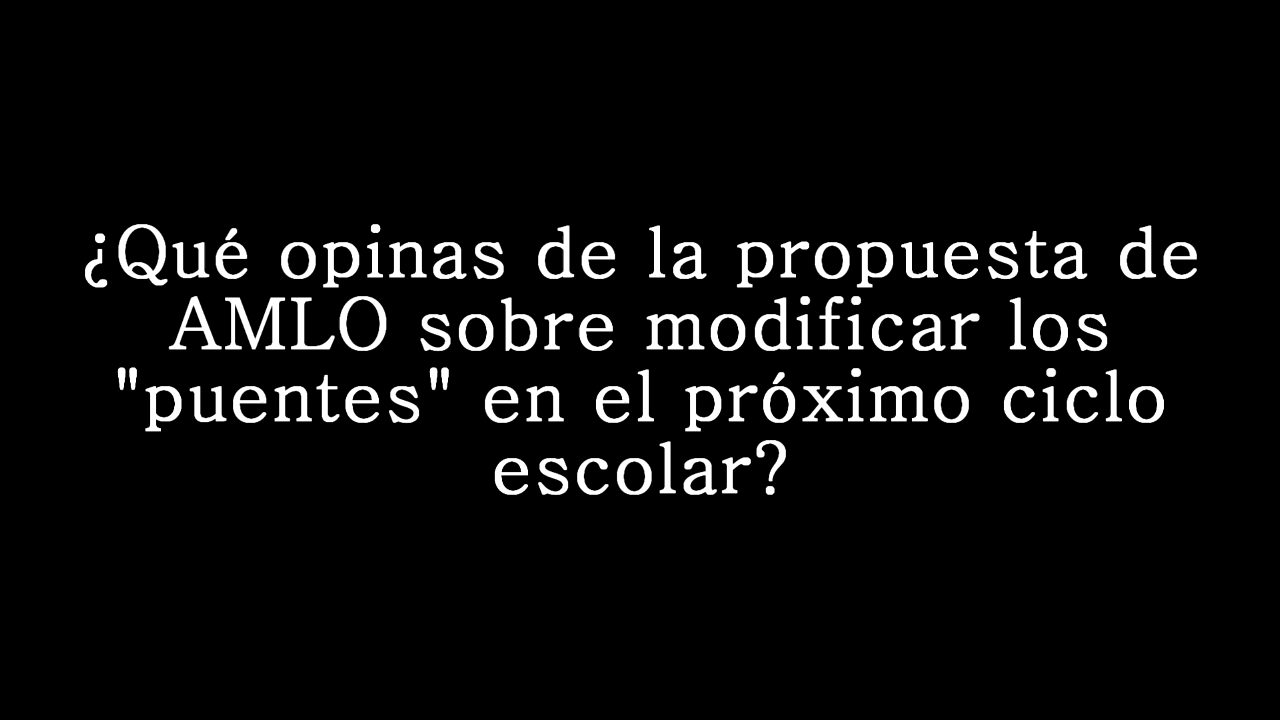 ¿Qué opinas de la propuesta de
AMLO sobre modificar los
"puentes" en el próximo ciclo
escolar?